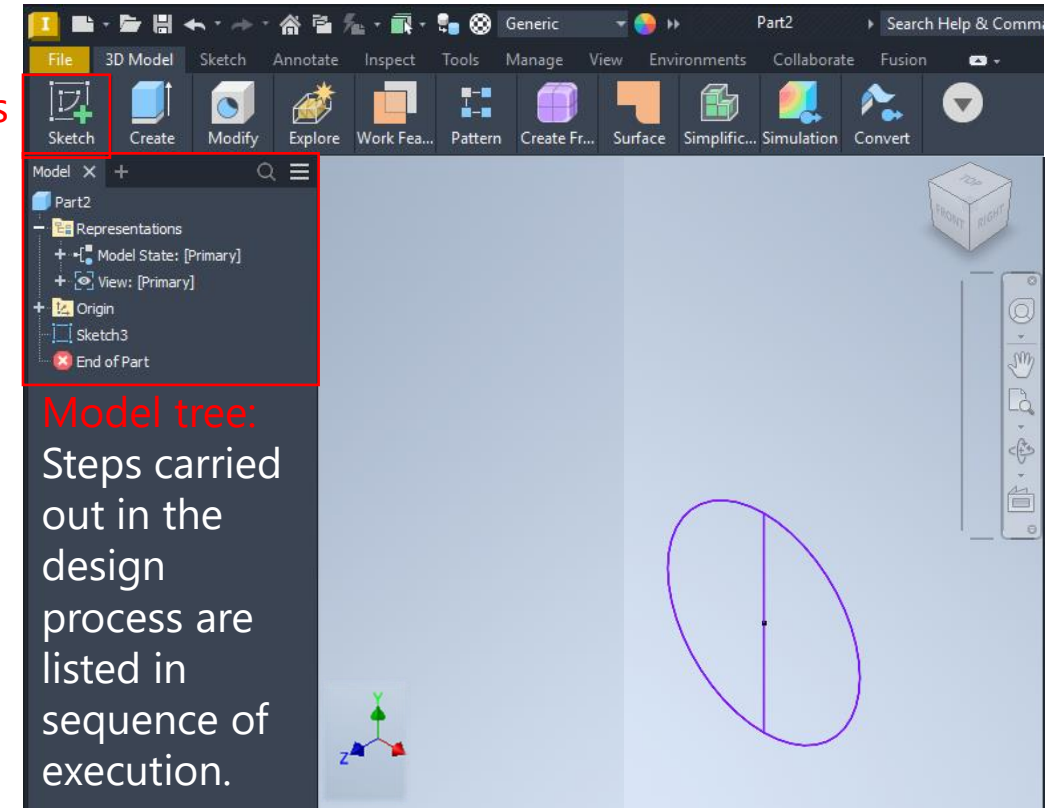 I
Generic
Part2
Search Help & Comma
File 3D Model Sketch Annotate Inspect Tools Manage View Environments Collaborate Fusion
s
Sketch Create Modify Explore Work Fea... Pattern Create Fr... Surface Simplific... Simulation Convert
Model
Part2
Representations
Model State: [Primary]
View: [Primary]
Origin
Sketch3
End of Part
TOP
FRONT RIGHT
Model tree:
Steps carried
out in the
design
process are
listed in
sequence of
execution.
Y
Z